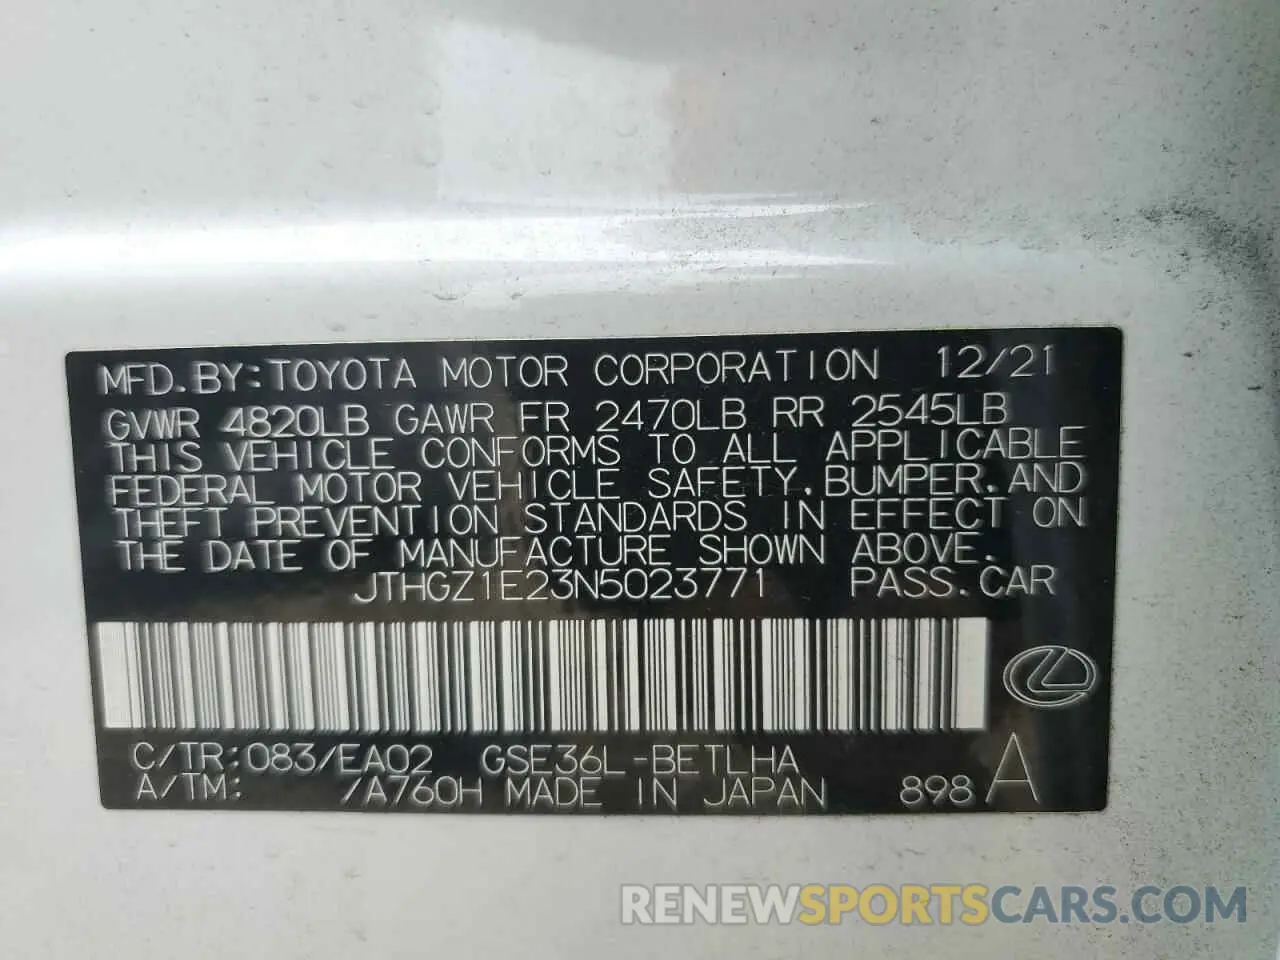 MFD.BY:TOYOTA MOTOR CORPORATION 12/21
GVWR 4820LB GAWR FR 2470LB RR 2545LB
THIS VEHICLE CONFORMS TO ALL APPLICABLE
FEDERAL MOTOR VEHICLE SAFETY,BUMPER,AND
THEFT PREVENTION STANDARDS IN EFFECT ON
THE DATE OF MANUFACTURE SHOWN ABOVE.
JTHGZ1E23N5023771 PASS.CAR
C/TR:083/EA02 GSE36L-BETLHA
A/TM: /A760H MADE IN JAPAN 898 A
RENEWSPORTSCARS.COM